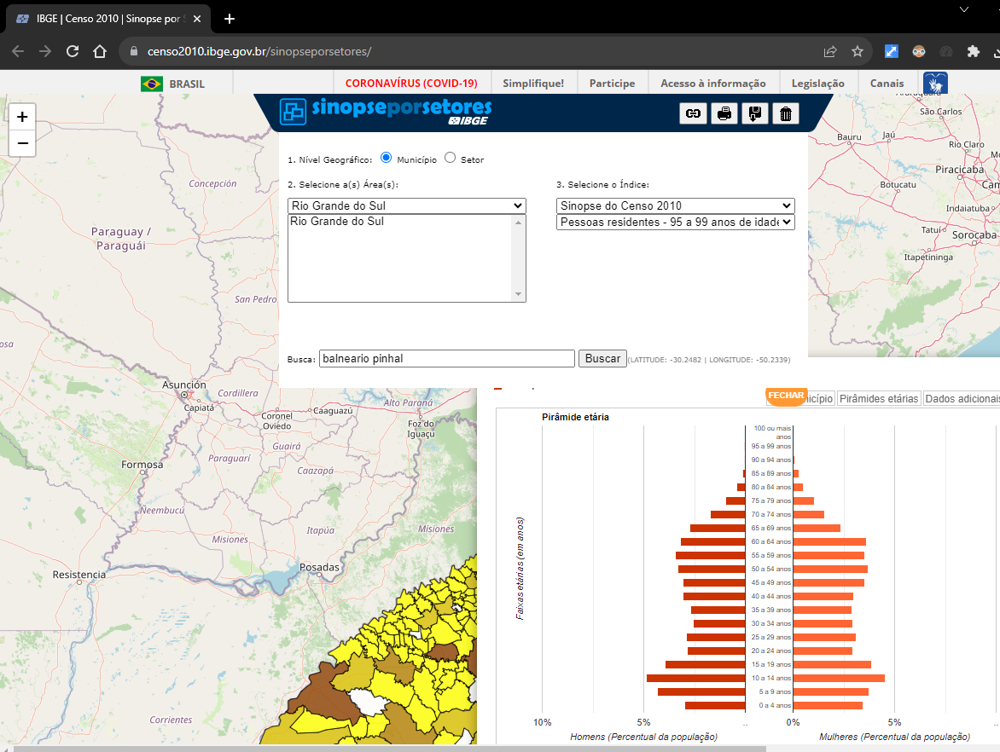 IBGE | Censo 2010 | Sinopse por
censo2010.ibge.gov.br/sinopseporsetores/
BRASIL
CORONAVÍRUS (COVID-19)
Simplifique!
Participe
Acesso à informação
Legislação
Canais
+
−
sinopseporsetores
IBGE
1. Nível Geográfico: Município Setor
2. Selecione a(s) Área(s):
3. Selecione o Índice:
Rio Grande do Sul
Sinopse do Censo 2010
Rio Grande do Sul
Pessoas residentes - 95 a 99 anos de idade
Busca: balneario pinhal Buscar (LATITUDE: -30.2482 | LONGITUDE: -50.2339)
São Carlos
Bauru
Jaú
Rio Claro
Piracicaba
Botucatu
Indaiatuba
Tatuí
Sorocaba
Itapetininga
Concepción
Paraguay /
Paraguái
San Pedro
Asunción
Capiatá
Cordillera
Coronel
Oviedo
Caaguazú
Alto Paraná
Foz do
Iguaçu
Guairá
Paraguarí
Caazapá
Formosa
Ñeembucú
Itapúa
Misiones
Misiones
Posadas
Resistencia
Corrientes
FECHAR
Pirâmides etárias
Dados adicionais
Pirâmide etária
100 ou mais
anos
95 a 99 anos
90 a 94 anos
85 a 89 anos
80 a 84 anos
75 a 79 anos
70 a 74 anos
65 a 69 anos
60 a 64 anos
55 a 59 anos
50 a 54 anos
45 a 49 anos
40 a 44 anos
35 a 39 anos
30 a 34 anos
25 a 29 anos
20 a 24 anos
15 a 19 anos
10 a 14 anos
5 a 9 anos
0 a 4 anos
Faixas etárias (em anos)
10% 5% .. 0% 5% ..
Homens (Percentual da população)
Mulheres (Percentual da população)